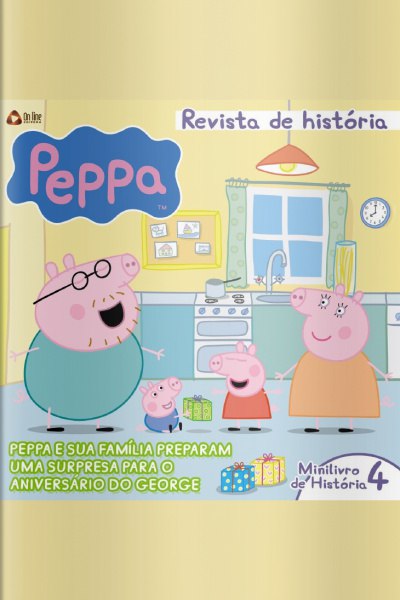 On line
EDITORA
Revista de história
Peppa
TM
PEPPA E SUA FAMÍLIA PREPARAM
UMA SURPRESA PARA O
ANIVERSÁRIO DO GEORGE
Minilivro
de História 4